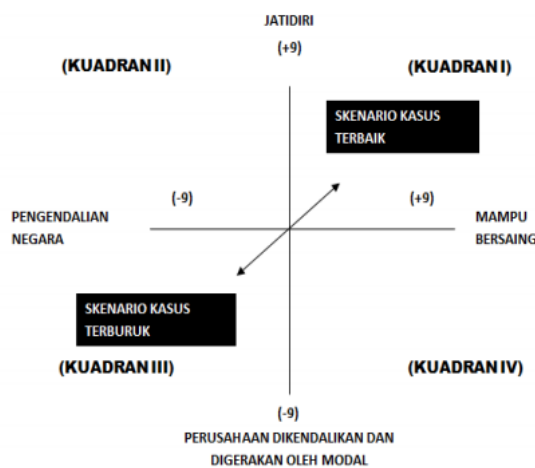 JATIDIRI
(+9)
(KUADRAN II)
(KUADRAN I)
SKENARIO KASUS
TERBAIK
(-9)
(+9)
PENGENDALIAN
NEGARA
MAMPU
BERSAING
SKENARIO KASUS
TERBURUK
(KUADRAN III)
(KUADRAN IV)
(-9)
PERUSAHAAN DIKENDALIKAN DAN
DIGERAKAN OLEH MODAL